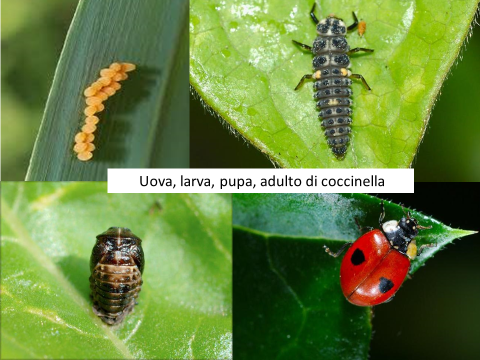 Uova, larva, pupa, adulto di coccinella